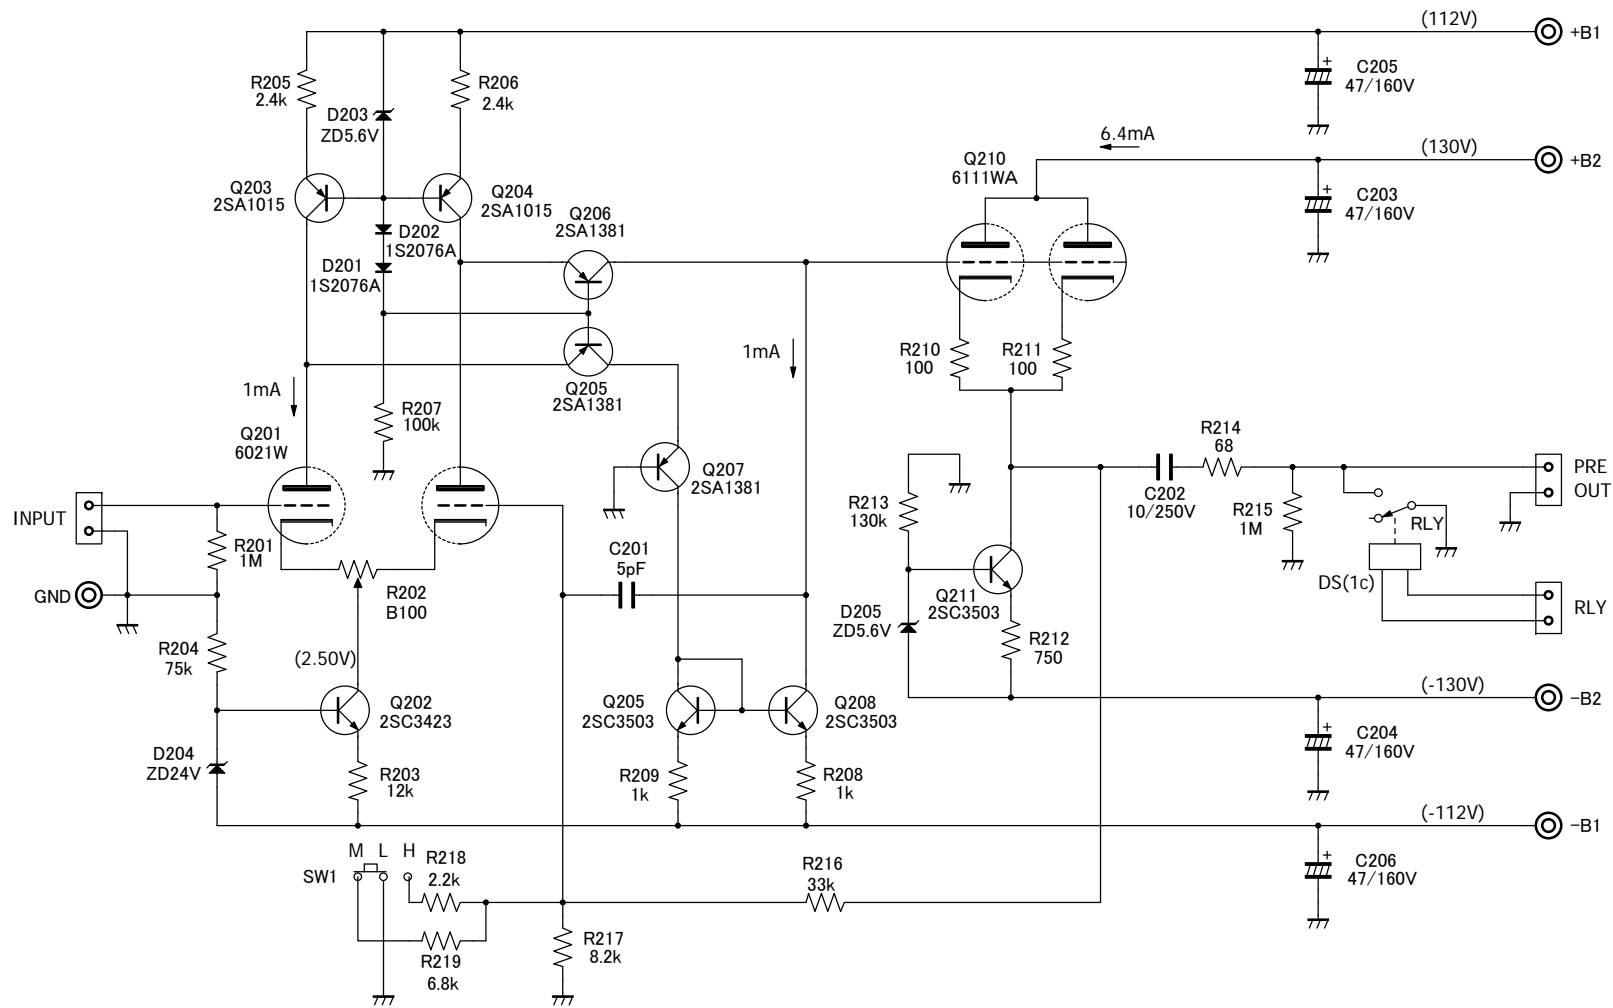 (112V)
+B1
R205
2.4k
R206
2.4k
C205
47/160V
D203
ZD5.6V
6.4mA
(130V)
+B2
Q210
6111WA
Q203
2SA1015
Q204
2SA1015
C203
47/160V
Q206
2SA1381
D202
1S2076A
D201
1S2076A
1mA
R210
100
R211
100
1mA
Q205
2SA1381
R207
100k
Q201
6021W
R214
68
Q207
2SA1381
C202
10/250V
PRE
OUT
INPUT
R213
130k
R215
1M
RLY
R201
1M
C201
5pF
DS(1c)
GND
R202
B100
Q211
2SC3503
RLY
D205
ZD5.6V
R212
750
R204
75k
(2.50V)
(-130V)
-B2
Q202
2SC3423
Q205
2SC3503
Q208
2SC3503
C204
47/160V
D204
ZD24V
R203
12k
R209
1k
R208
1k
(-112V)
-B1
M L H
R218
2.2k
SW1
R216
33k
C206
47/160V
R217
8.2k
R219
6.8k
+
+
+
+